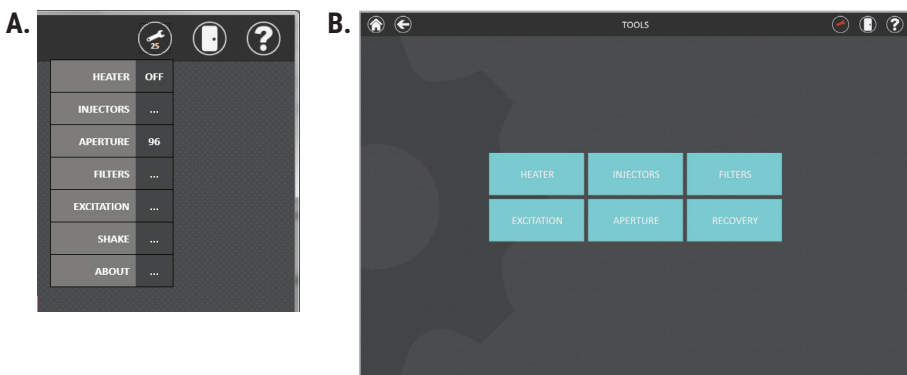 A.
25
?
HEATER OFF
INJECTORS ...
APERTURE 96
FILTERS ...
EXCITATION ...
SHAKE ...
ABOUT ...
B.
TOOLS
?
HEATER INJECTORS FILTERS
EXCITATION APERTURE RECOVERY